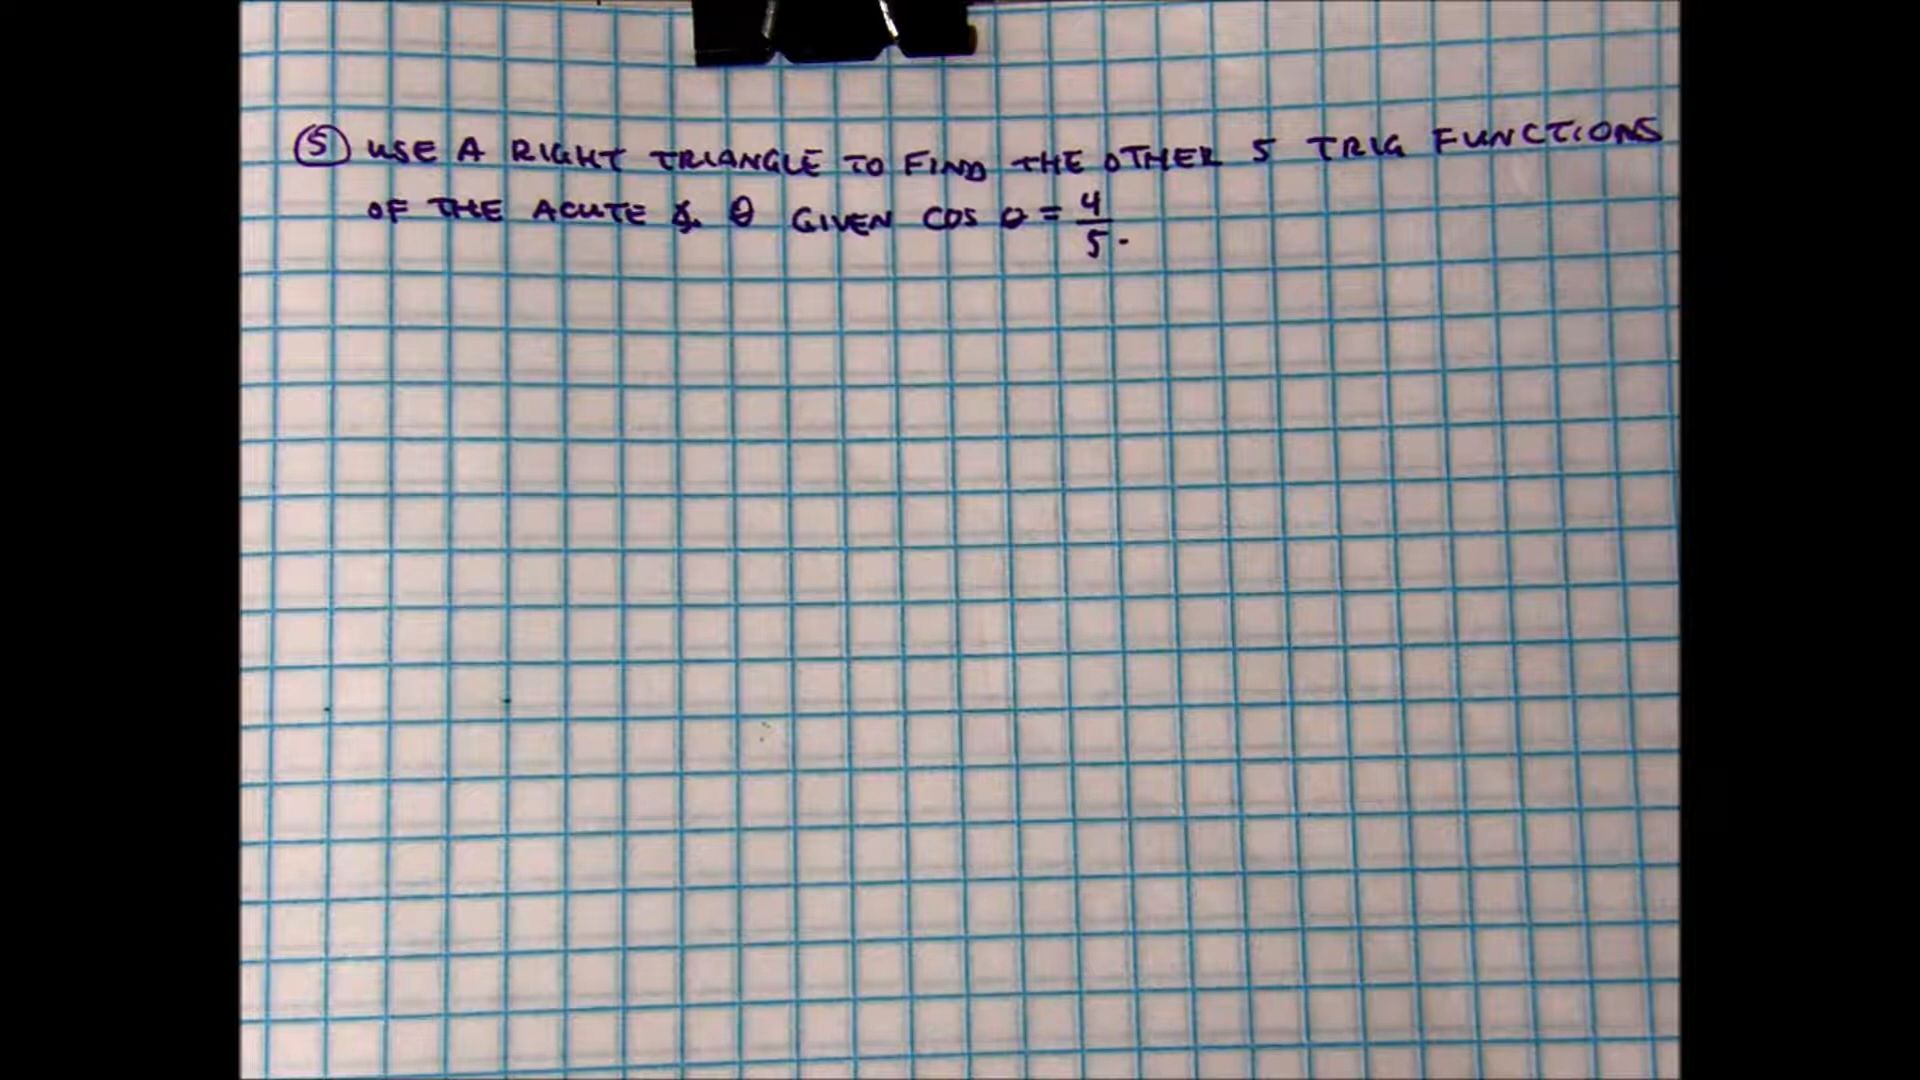 ⑤ USE A RIGHT TRIANGLE TO FIND THE OTHER 5 TRIG FUNCTIONS
OF THE ACUTE ∡ θ GIVEN COS θ = 4/5.